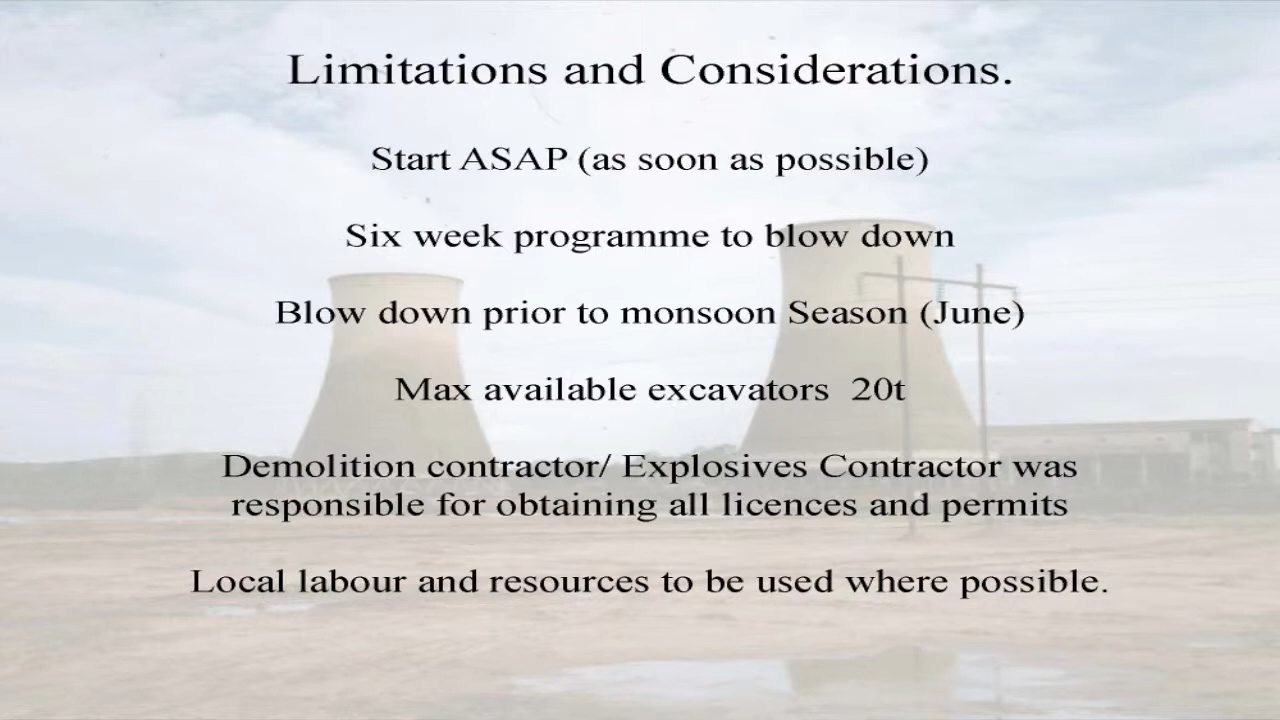 Limitations and Considerations.
Start ASAP (as soon as possible)
Six week programme to blow down
Blow down prior to monsoon Season (June)
Max available excavators  20t
Demolition contractor/ Explosives Contractor was
responsible for obtaining all licences and permits
Local labour and resources to be used where possible.